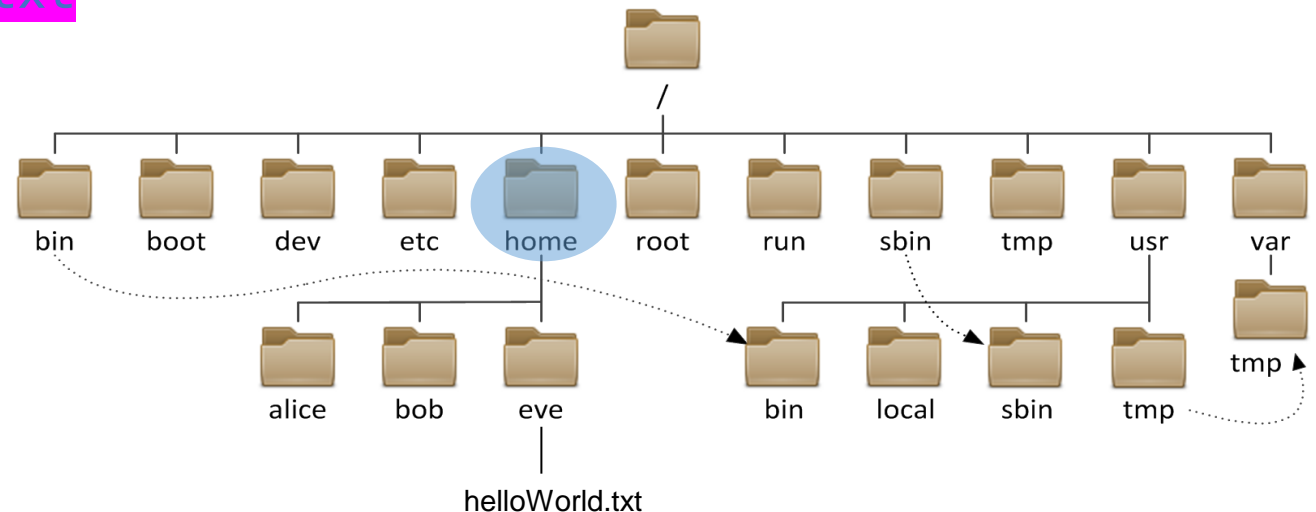 /
bin boot dev etc home root run sbin tmp usr var
tmp
alice bob eve bin local sbin tmp
helloWorld.txt